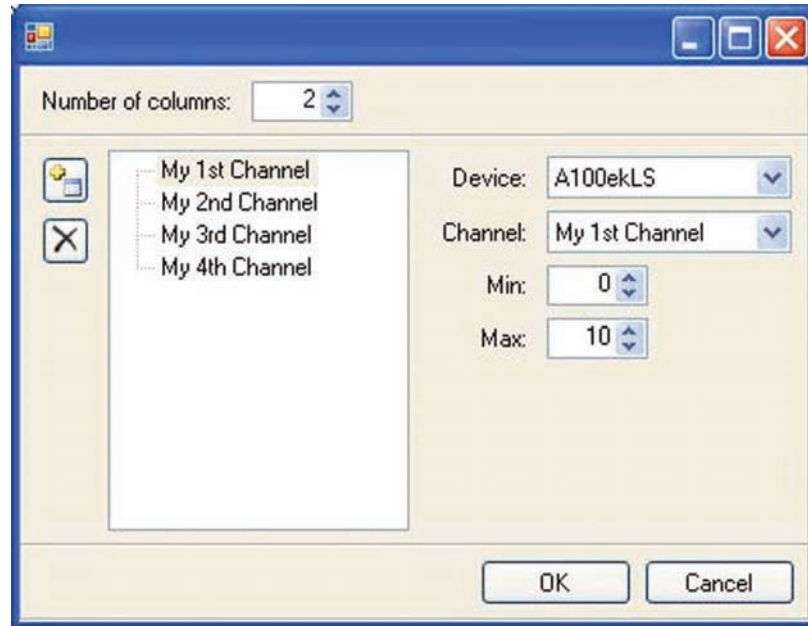 Number of columns: 2
My 1st Channel
My 2nd Channel
My 3rd Channel
My 4th Channel
Device: A100ekLS
Channel: My 1st Channel
Min: 0
Max: 10
OK Cancel